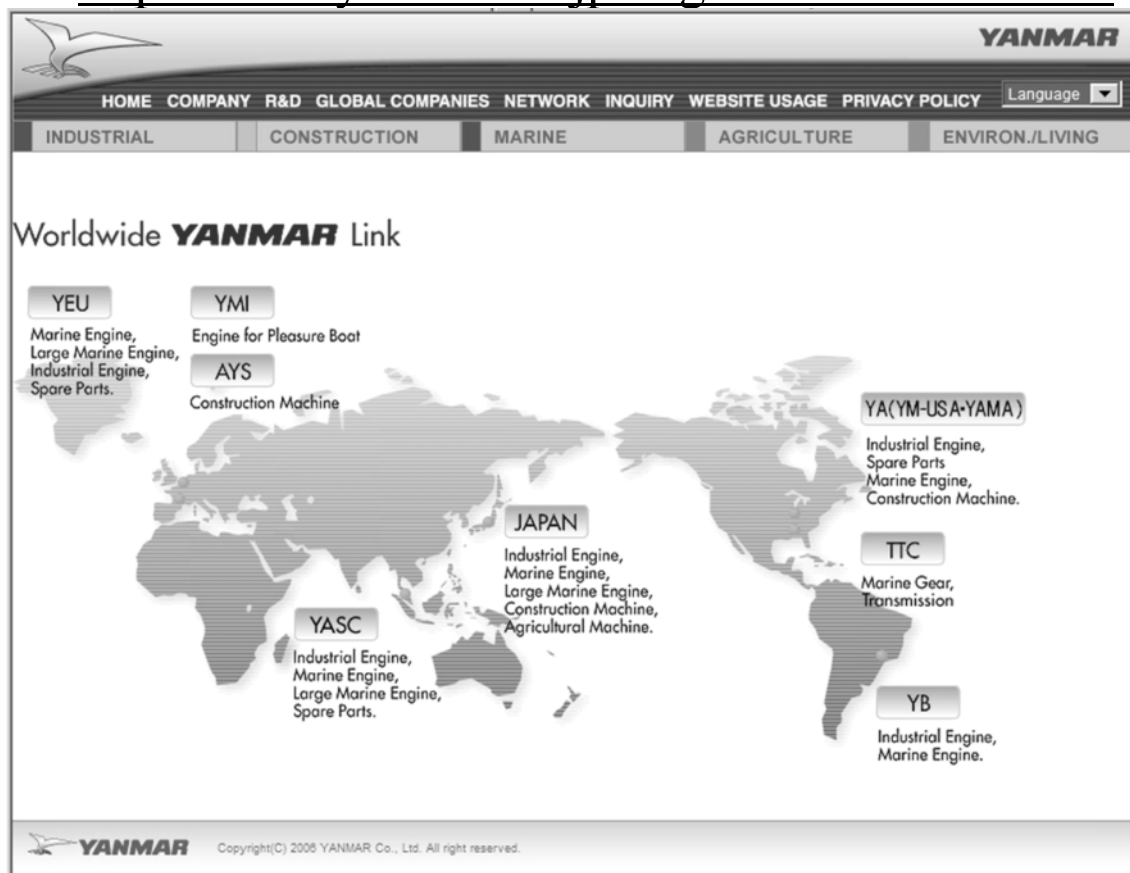 YANMAR
HOME COMPANY R&D GLOBAL COMPANIES NETWORK INQUIRY WEBSITE USAGE PRIVACY POLICY Language
INDUSTRIAL CONSTRUCTION MARINE AGRICULTURE ENVIRON./LIVING
Worldwide YANMAR Link
YEU
Marine Engine,
Large Marine Engine,
Industrial Engine,
Spare Parts.
YMI
Engine for Pleasure Boat
AYS
Construction Machine
YA(YM-USA•YAMA)
Industrial Engine,
Spare Parts
Marine Engine,
Construction Machine.
JAPAN
Industrial Engine,
Marine Engine,
Large Marine Engine,
Construction Machine,
Agricultural Machine.
TTC
Marine Gear,
Transmission
YASC
Industrial Engine,
Marine Engine,
Large Marine Engine,
Spare Parts.
YB
Industrial Engine,
Marine Engine.
YANMAR Copyright(C) 2006 YANMAR Co., Ltd. All right reserved.